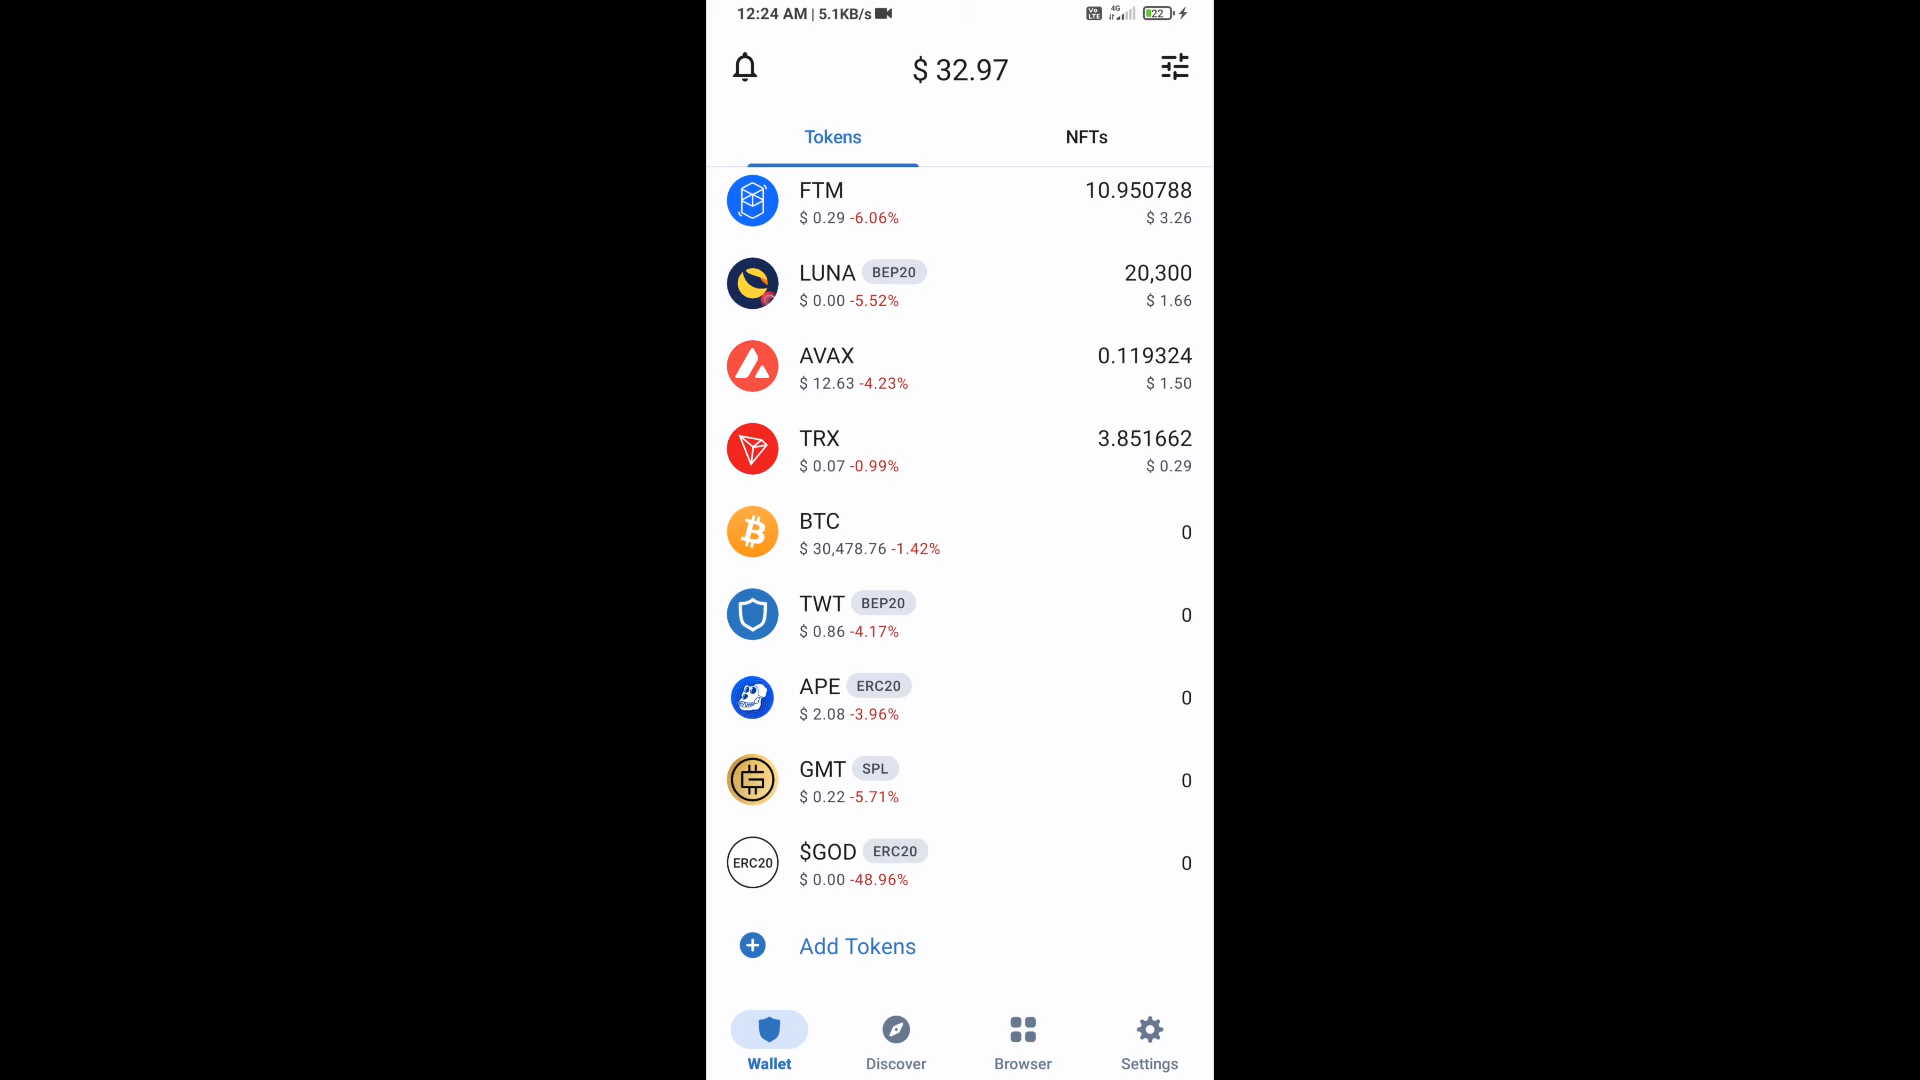 12:24 AM | 5.1KB/s
Vo LTE 4G 22
$ 32.97
Tokens NFTs
FTM 10.950788
$ 0.29 -6.06% $ 3.26
LUNA BEP20 20,300
$ 0.00 -5.52% $ 1.66
AVAX 0.119324
$ 12.63 -4.23% $ 1.50
TRX 3.851662
$ 0.07 -0.99% $ 0.29
BTC 0
$ 30,478.76 -1.42%
TWT BEP20 0
$ 0.86 -4.17%
APE ERC20 0
$ 2.08 -3.96%
GMT SPL 0
$ 0.22 -5.71%
ERC20 $GOD ERC20 0
$ 0.00 -48.96%
Add Tokens
Wallet Discover Browser Settings